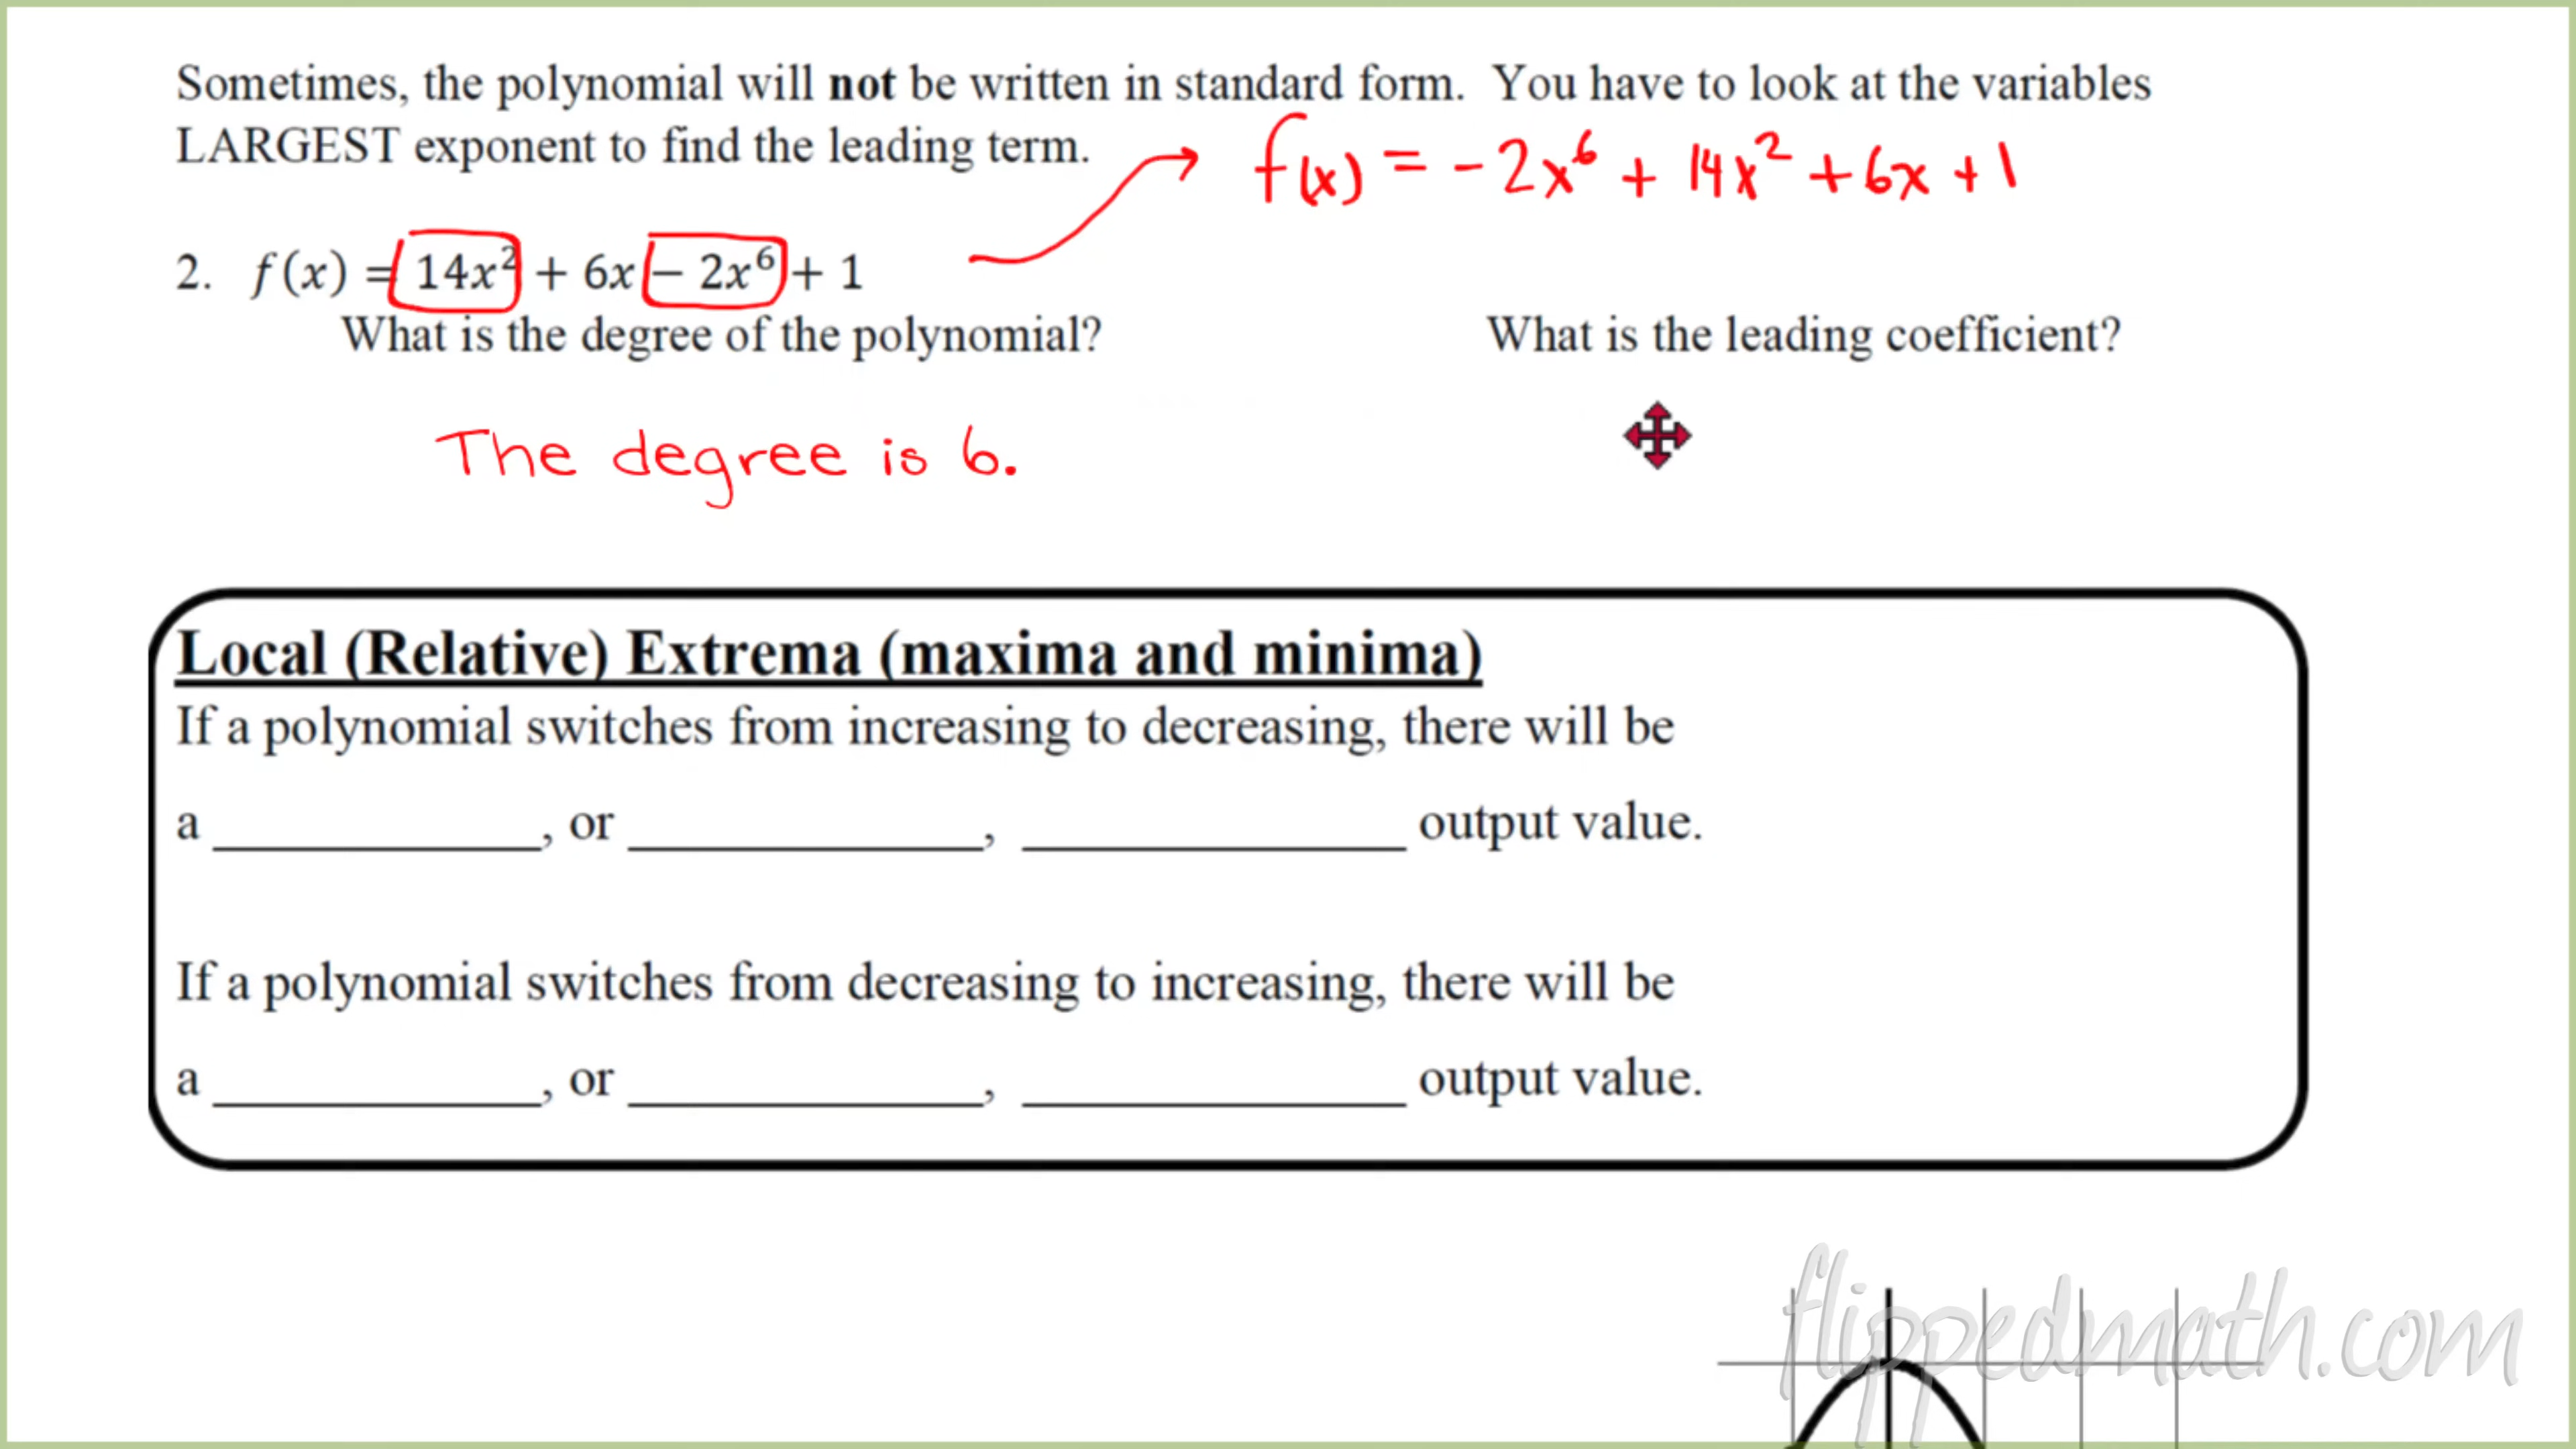 Sometimes, the polynomial will not be written in standard form. You have to look at the variables
LARGEST exponent to find the leading term.
f(x) = -2x⁶ + 14x² + 6x + 1
2. f(x) = 14x² + 6x − 2x⁶ + 1
What is the degree of the polynomial? What is the leading coefficient?
The degree is 6.
Local (Relative) Extrema (maxima and minima)
If a polynomial switches from increasing to decreasing, there will be
a ____________, or _____________, ______________ output value.
If a polynomial switches from decreasing to increasing, there will be
a ____________, or _____________, ______________ output value.
flippedmath.com